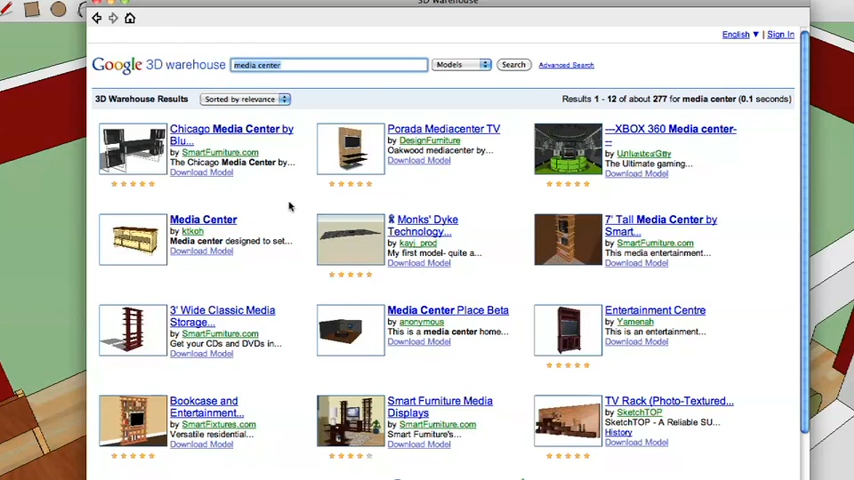 3D Warehouse
English ▼ | Sign In
Google 3D warehouse media center Models Search Advanced Search
3D Warehouse Results Sorted by relevance Results 1 - 12 of about 277 for media center (0.1 seconds)
Chicago Media Center by
Blu...
by SmartFurniture.com
The Chicago Media Center by...
Download Model
Porada Mediacenter TV
by DesignFurniture
Oakwood mediacenter by...
Download Model
---XBOX 360 Media center-
--
by
The Ultimate gaming...
Download Model
Media Center
by ktkoh
Media center designed to set...
Download Model
Monks' Dyke
Technology...
by kayj_prod
My first model- quite a...
Download Model
7' Tall Media Center by
Smart...
by SmartFurniture.com
This media entertainment...
Download Model
3' Wide Classic Media
Storage...
by SmartFurniture.com
Get your CDs and DVDs in...
Download Model
Media Center Place Beta
by anonymous
This is a media center home...
Download Model
Entertainment Centre
by Yamenah
This is an entertainment...
Download Model
Bookcase and
Entertainment...
by SmartFixtures.com
Versatile residential...
Download Model
Smart Furniture Media
Displays
by SmartFurniture.com
Smart Furniture's...
Download Model
TV Rack (Photo-Textured...
by SketchTOP
SketchTOP - A Reliable SU...
History
Download Model